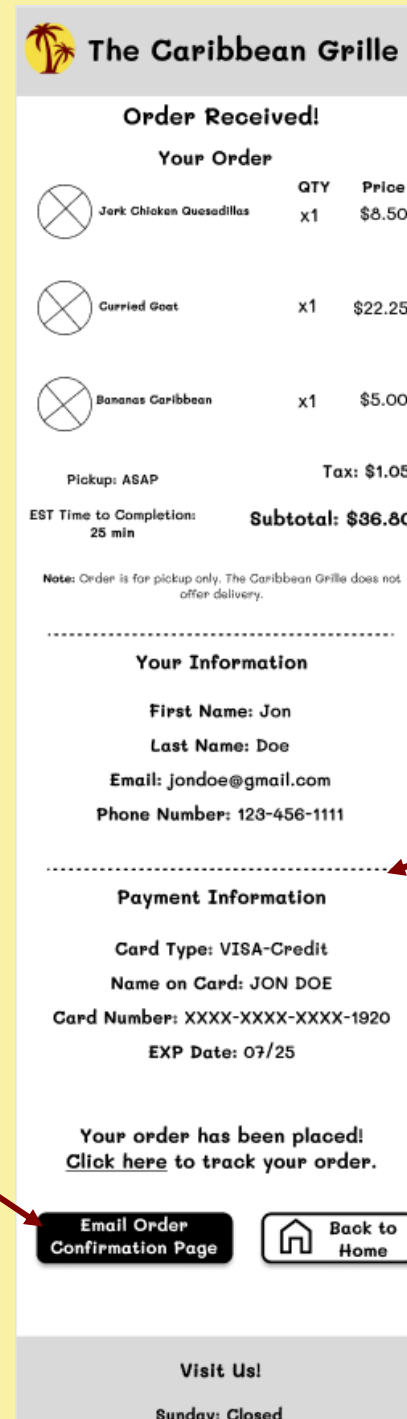 The Caribbean Grille
Order Received!
Your Order
QTY Price
Jerk Chicken Quesadillas x1 $8.50
Curried Goat x1 $22.25
Bananas Caribbean x1 $5.00
Pickup: ASAP
Tax: $1.05
EST Time to Completion:
25 min
Subtotal: $36.80
Note: Order is for pickup only. The Caribbean Grille does not
offer delivery.
Your Information
First Name: Jon
Last Name: Doe
Email: jondoe@gmail.com
Phone Number: 123-456-1111
Payment Information
Card Type: VISA-Credit
Name on Card: JON DOE
Card Number: XXXX-XXXX-XXXX-1920
EXP Date: 07/25
Your order has been placed!
Click here to track your order.
Email Order
Confirmation Page
Back to
Home
Visit Us!
Sunday: Closed